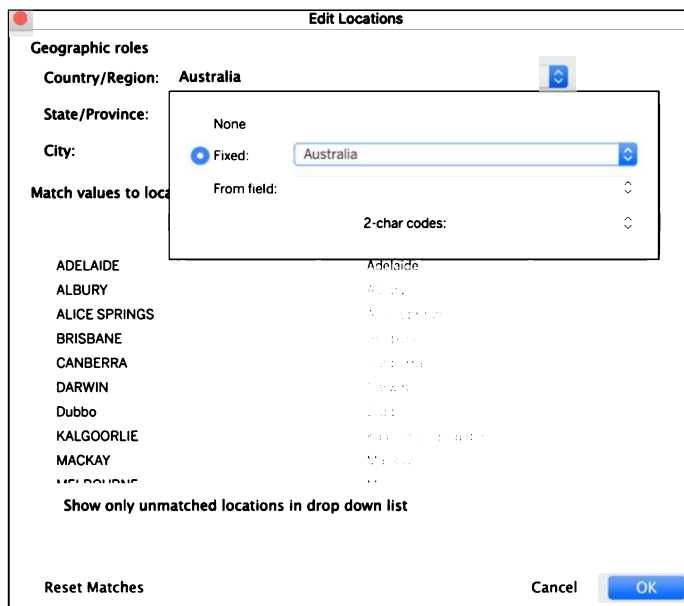 Edit Locations
Geographic roles
Country/Region: Australia
State/Province:
None
City:
Fixed: Australia
From field:
Match values to loca
2-char codes:
ADELAIDE Adelaide
ALBURY
ALICE SPRINGS
BRISBANE
CANBERRA
DARWIN
Dubbo
KALGOORLIE
MACKAY
MELBOURNE
Show only unmatched locations in drop down list
Reset Matches Cancel OK